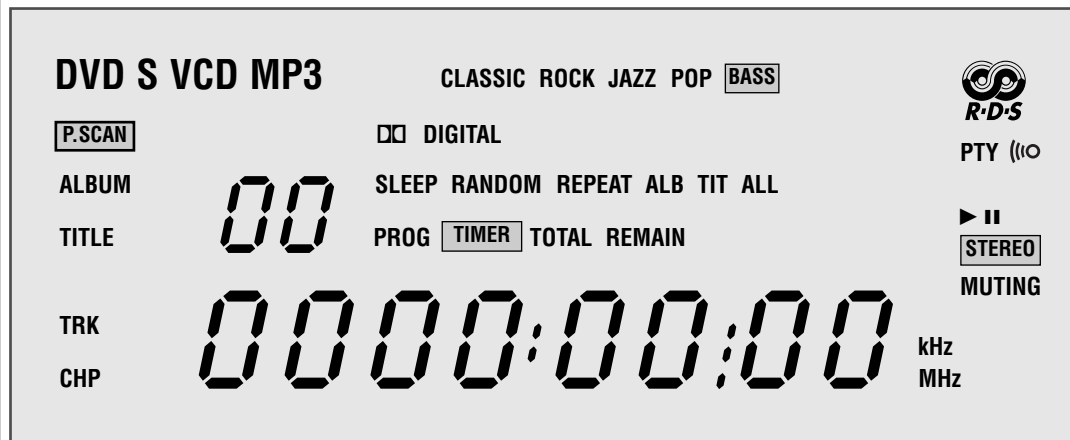 DVD S VCD MP3 CLASSIC ROCK JAZZ POP BASS
R·D·S
P.SCAN DIGITAL
PTY
ALBUM 00 SLEEP RANDOM REPEAT ALB TIT ALL
TITLE PROG TIMER TOTAL REMAIN
STEREO
MUTING
TRK 0000:00:00 kHz
CHP MHz